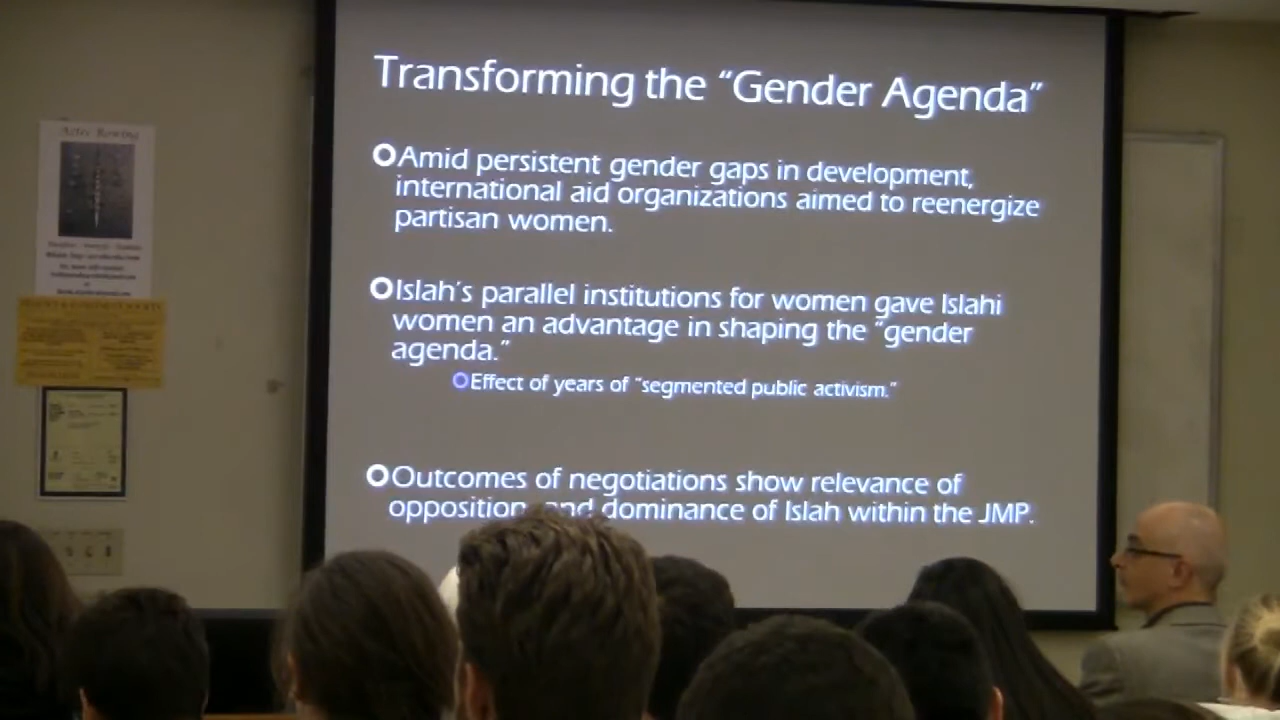 Transforming the “Gender Agenda”
Amid persistent gender gaps in development,
international aid organizations aimed to reenergize
partisan women.
Islah's parallel institutions for women gave Islahi
women an advantage in shaping the “gender
agenda.”
Effect of years of “segmented public activism.”
Outcomes of negotiations show relevance of
opposition and dominance of Islah within the JMP.